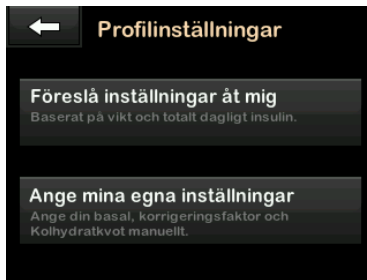 Profilinställningar
Föreslå inställningar åt mig
Baserat på vikt och totalt dagligt insulin.
Ange mina egna inställningar
Ange din basal, korrigeringsfaktor och
Kolhydratkvot manuellt.